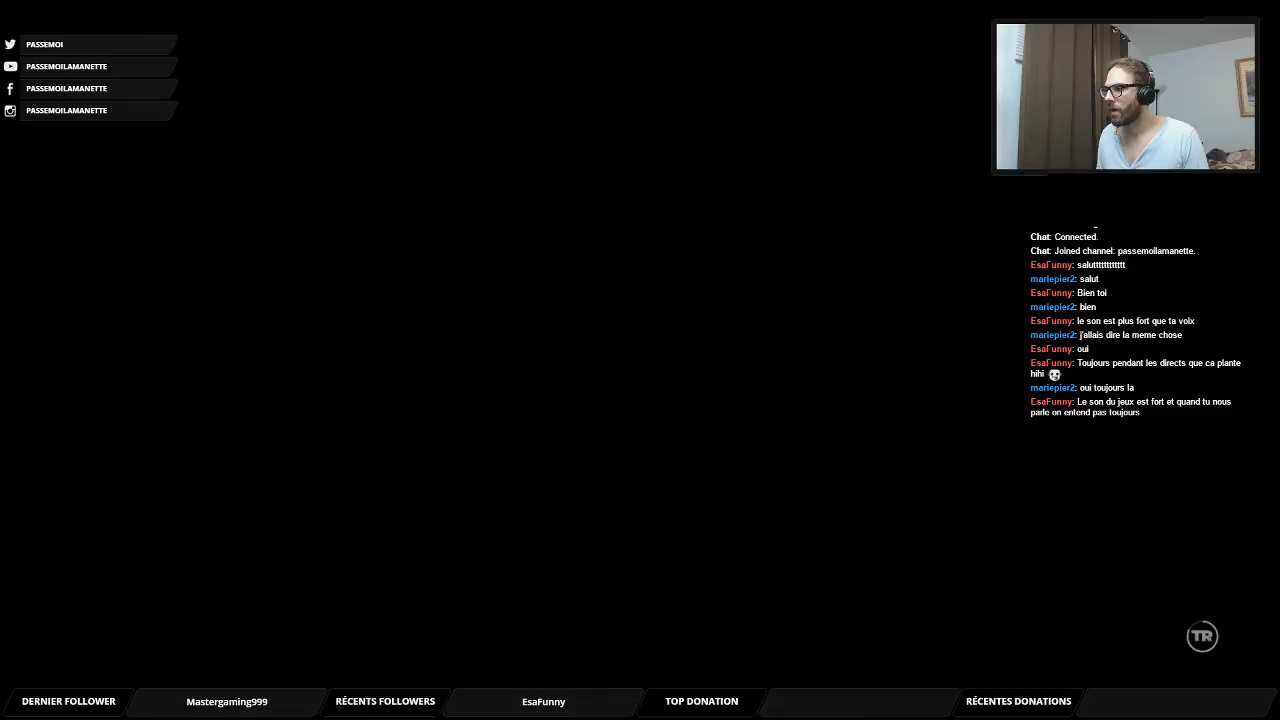 PASSEMOI
PASSEMOILAMANETTE
PASSEMOILAMANETTE
PASSEMOILAMANETTE
Chat: Connected.
Chat: Joined channel: passemoilamanette.
EsaFunny: saluttttttttttt
mariepier2: salut
EsaFunny: Bien toi
mariepier2: bien
EsaFunny: le son est plus fort que ta voix
mariepier2: j'allais dire la meme chose
EsaFunny: oui
EsaFunny: Toujours pendant les directs que ca plante
hihi
mariepier2: oui toujours la
EsaFunny: Le son du jeux est fort et quand tu nous
parle on entend pas toujours
TR
DERNIER FOLLOWER Mastergaming999 RÉCENTS FOLLOWERS EsaFunny TOP DONATION RÉCENTES DONATIONS